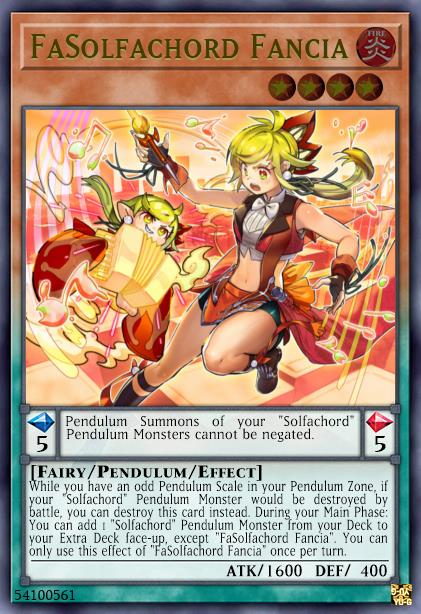 FaSolfachord Fancia
FIRE
炎
Pendulum Summons of your "Solfachord"
Pendulum Monsters cannot be negated.
5
5
[Fairy/Pendulum/Effect]
While you have an odd Pendulum Scale in your Pendulum Zone, if
your "Solfachord" Pendulum Monster would be destroyed by
battle, you can destroy this card instead. During your Main Phase:
You can add 1 "Solfachord" Pendulum Monster from your Deck to
your Extra Deck face-up, except "FaSolfachord Fancia". You can
only use this effect of "FaSolfachord Fancia" once per turn.
ATK/1600 DEF/ 400
54100561